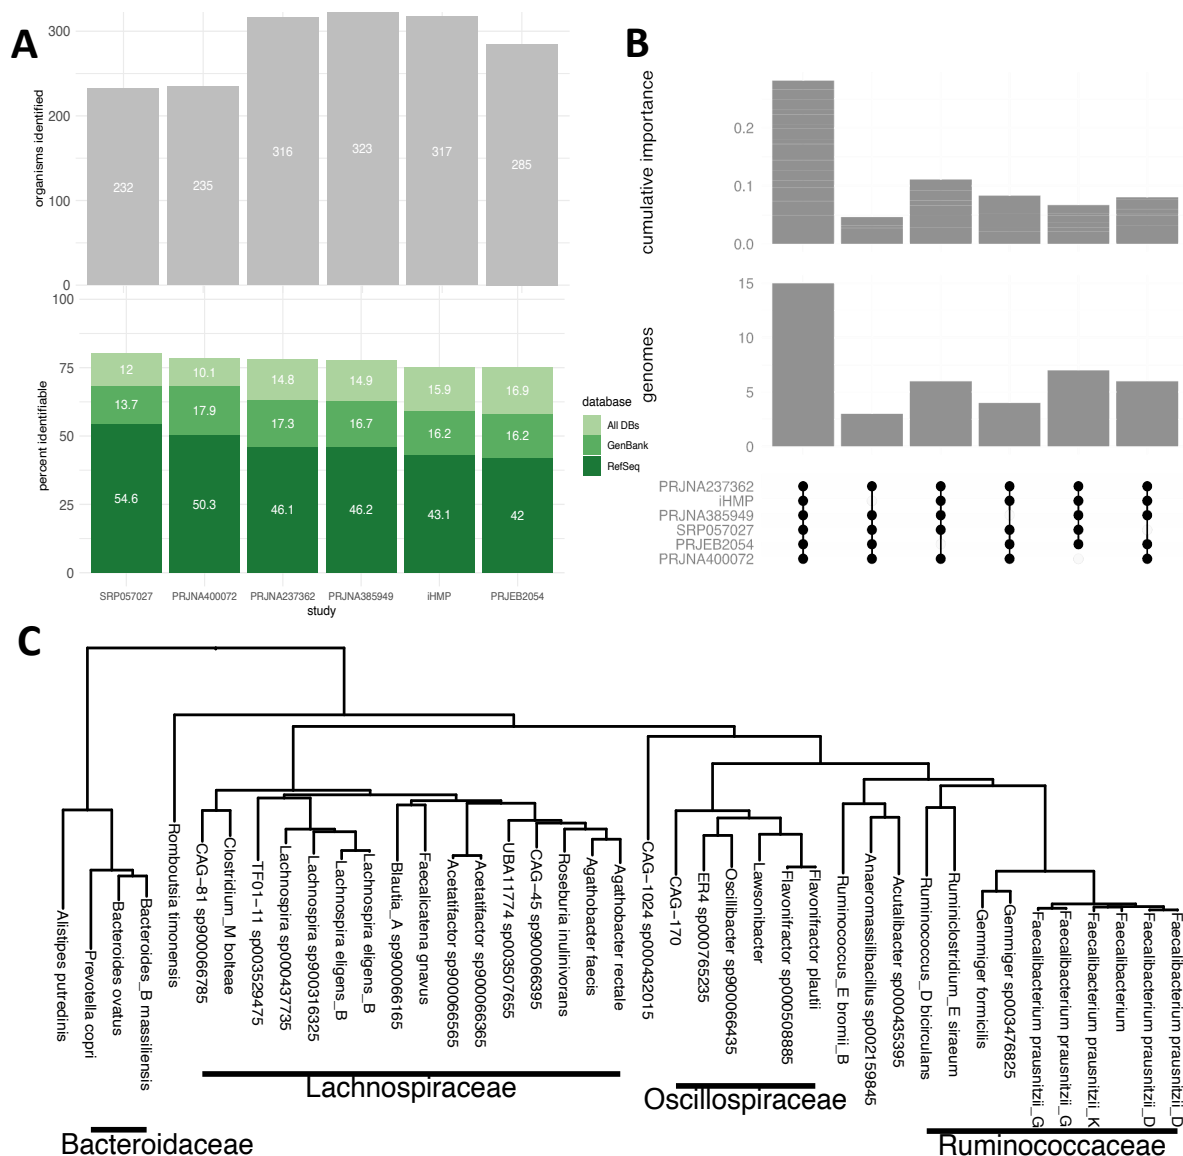 A
organisms identified
300
200
100
0
232
235
316
323
317
285
percent identifiable
100
75
50
25
0
12
10.1
14.8
14.9
15.9
16.9
13.7
17.9
17.3
16.7
16.2
16.2
54.6
50.3
46.1
46.2
43.1
42
SRP057027
PRJNA400072
PRJNA237362
PRJNA385949
iHMP
PRJEB2054
study
database
All DBs
GenBank
RefSeq
B
cumulative importance
0.2
0.1
0.0
genomes
15
10
5
0
PRJNA237362
iHMP
PRJNA385949
SRP057027
PRJEB2054
PRJNA400072
C
Alistipes putredinis
Prevotella copri
Bacteroides ovatus
Bacteroides_B massiliensis
Romboutsia timonensis
CAG-81 sp900066785
Clostridium_M bolteae
TF01-11 sp003529475
Lachnospira sp000437735
Lachnospira sp900316325
Lachnospira eligens_B
Lachnospira eligens_B
Blautia_A sp900066165
Faecalicatena gnavus
Acetatifactor sp900066565
Acetatifactor sp900066365
UBA11774 sp003507655
CAG-45 sp900066395
Roseburia inulinivorans
Agathobacter faecis
Agathobacter rectale
CAG-1024 sp000432015
CAG-170
ER4 sp000765235
Oscillibacter sp900066435
Lawsonibacter
Flavonifractor sp000508885
Flavonifractor plautii
Ruminococcus_E bromii_B
Anaeromassilibacillus sp002159845
Acutalibacter sp000435395
Ruminococcus_D bicirculans
Ruminiclostridium_E siraeum
Gemmiger formicilis
Gemmiger sp003476825
Faecalibacterium prausnitzii_G
Faecalibacterium prausnitzii_G
Faecalibacterium prausnitzii_K
Faecalibacterium
Faecalibacterium prausnitzii_D
Faecalibacterium prausnitzii_D
Bacteroidaceae
Lachnospiraceae
Oscillospiraceae
Ruminococcaceae